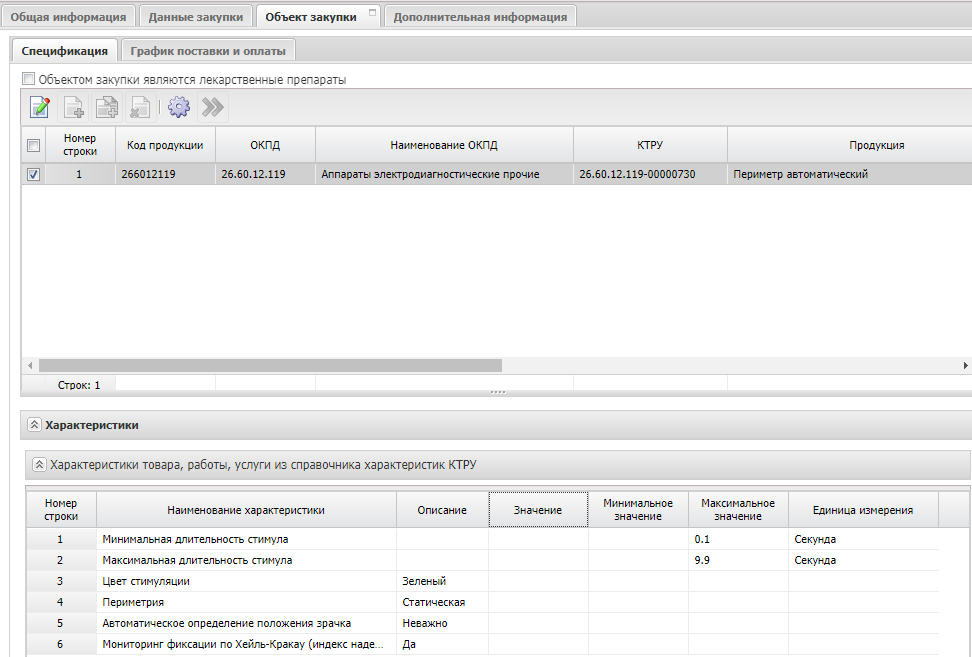 Общая информация Данные закупки Объект закупки Дополнительная информация
Спецификация График поставки и оплаты
Объектом закупки являются лекарственные препараты
Номер строки Код продукции ОКПД Наименование ОКПД КТРУ Продукция
1 266012119 26.60.12.119 Аппараты электродиагностические прочие 26.60.12.119-00000730 Периметр автоматический
Строк: 1
Характеристики
Характеристики товара, работы, услуги из справочника характеристик КТРУ
Номер строки Наименование характеристики Описание Значение Минимальное значение Максимальное значение Единица измерения
1 Минимальная длительность стимула 0.1 Секунда
2 Максимальная длительность стимула 9.9 Секунда
3 Цвет стимуляции Зеленый
4 Периметрия Статическая
5 Автоматическое определение положения зрачка Неважно
6 Мониторинг фиксации по Хейль-Кракау (индекс наде... Да